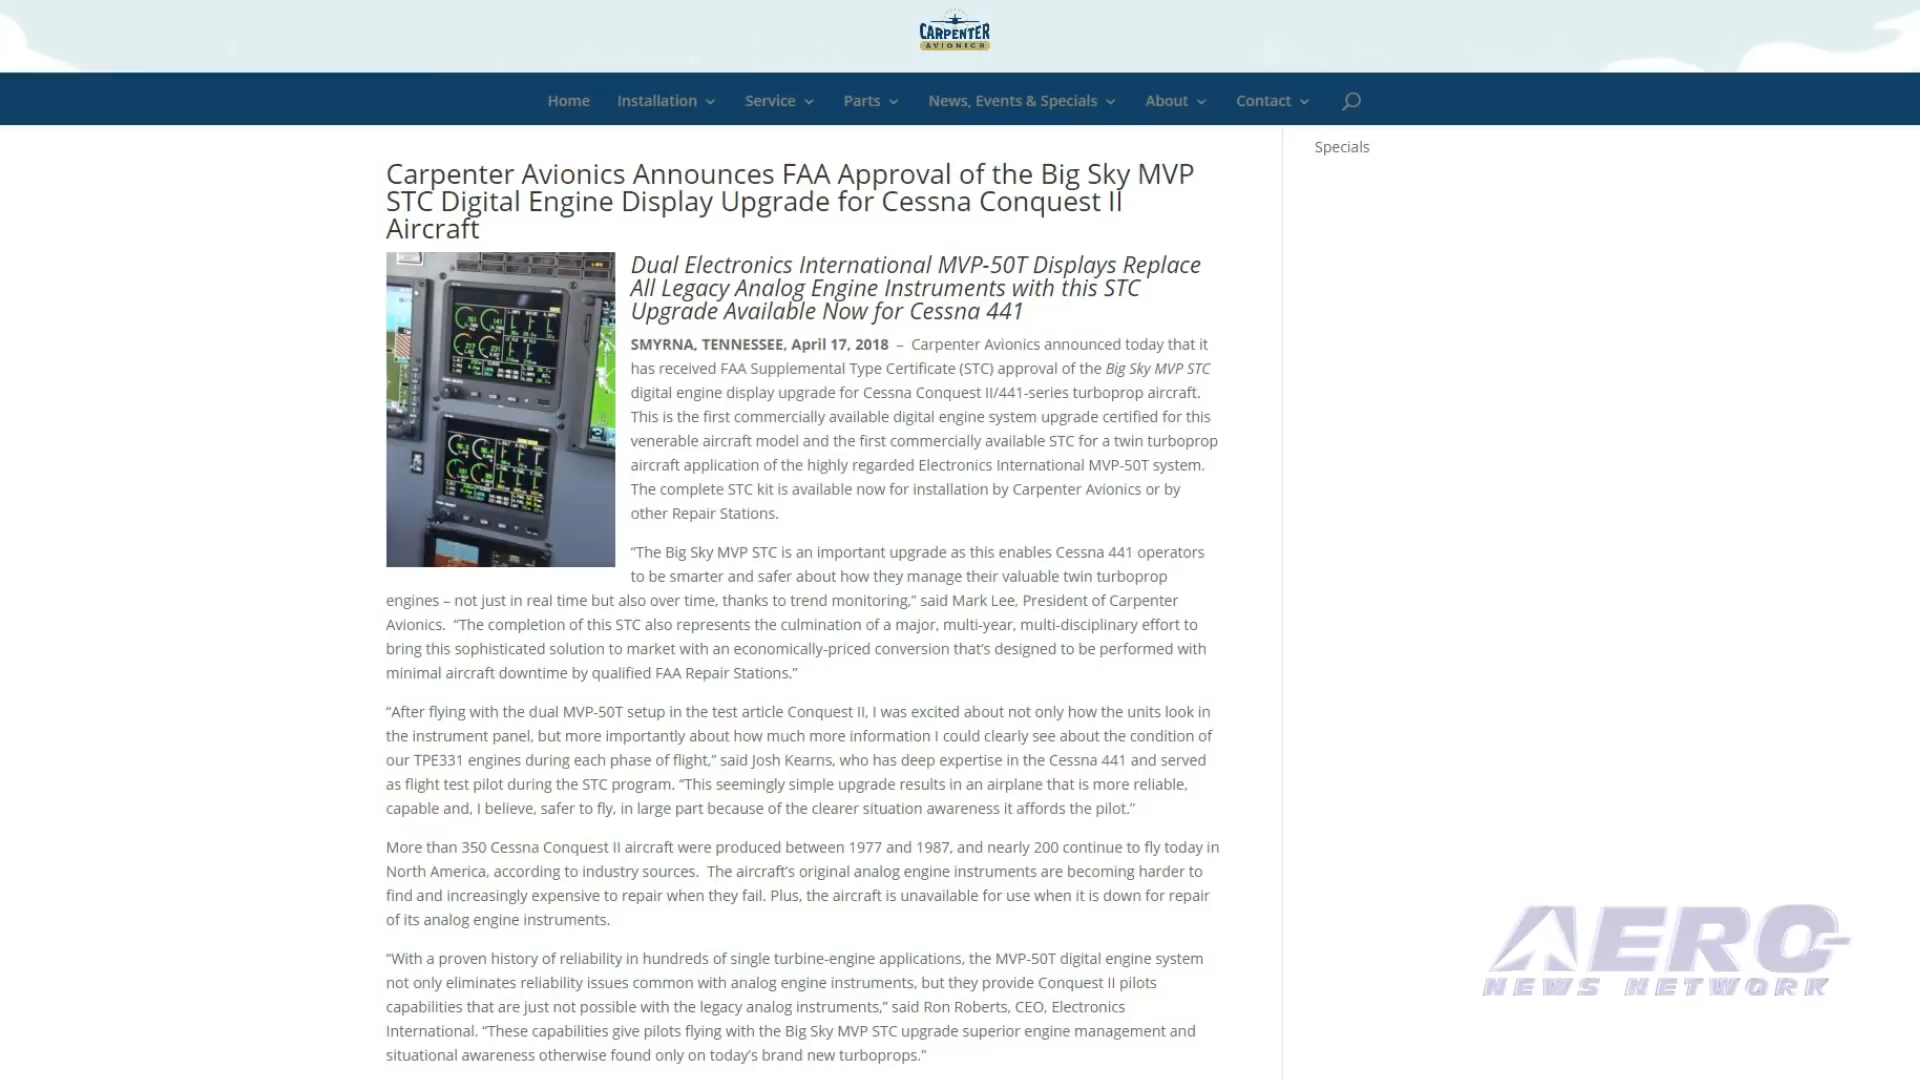 CARPENTER
AVIONICS
Home Installation Service Parts News, Events & Specials About Contact
Specials
Carpenter Avionics Announces FAA Approval of the Big Sky MVP
STC Digital Engine Display Upgrade for Cessna Conquest II
Aircraft
Dual Electronics International MVP-50T Displays Replace
All Legacy Analog Engine Instruments with this STC
Upgrade Available Now for Cessna 441
SMYRNA, TENNESSEE, April 17, 2018 – Carpenter Avionics announced today that it
has received FAA Supplemental Type Certificate (STC) approval of the Big Sky MVP STC
digital engine display upgrade for Cessna Conquest II/441-series turboprop aircraft.
This is the first commercially available digital engine system upgrade certified for this
venerable aircraft model and the first commercially available STC for a twin turboprop
aircraft application of the highly regarded Electronics International MVP-50T system.
The complete STC kit is available now for installation by Carpenter Avionics or by
other Repair Stations.
“The Big Sky MVP STC is an important upgrade as this enables Cessna 441 operators
to be smarter and safer about how they manage their valuable twin turboprop
engines – not just in real time but also over time, thanks to trend monitoring,” said Mark Lee, President of Carpenter
Avionics. “The completion of this STC also represents the culmination of a major, multi-year, multi-disciplinary effort to
bring this sophisticated solution to market with an economically-priced conversion that’s designed to be performed with
minimal aircraft downtime by qualified FAA Repair Stations.”
“After flying with the dual MVP-50T setup in the test article Conquest II, I was excited about not only how the units look in
the instrument panel, but more importantly about how much more information I could clearly see about the condition of
our TPE331 engines during each phase of flight,” said Josh Kearns, who has deep expertise in the Cessna 441 and served
as flight test pilot during the STC program. “This seemingly simple upgrade results in an airplane that is more reliable,
capable and, I believe, safer to fly, in large part because of the clearer situation awareness it affords the pilot.”
More than 350 Cessna Conquest II aircraft were produced between 1977 and 1987, and nearly 200 continue to fly today in
North America, according to industry sources. The aircraft’s original analog engine instruments are becoming harder to
find and increasingly expensive to repair when they fail. Plus, the aircraft is unavailable for use when it is down for repair
of its analog engine instruments.
“With a proven history of reliability in hundreds of single turbine-engine applications, the MVP-50T digital engine system
not only eliminates reliability issues common with analog engine instruments, but they provide Conquest II pilots
capabilities that are just not possible with the legacy analog instruments,” said Ron Roberts, CEO, Electronics
International. “These capabilities give pilots flying with the Big Sky MVP STC upgrade superior engine management and
situational awareness otherwise found only on today’s brand new turboprops.”
AERO
NEWS NETWORK